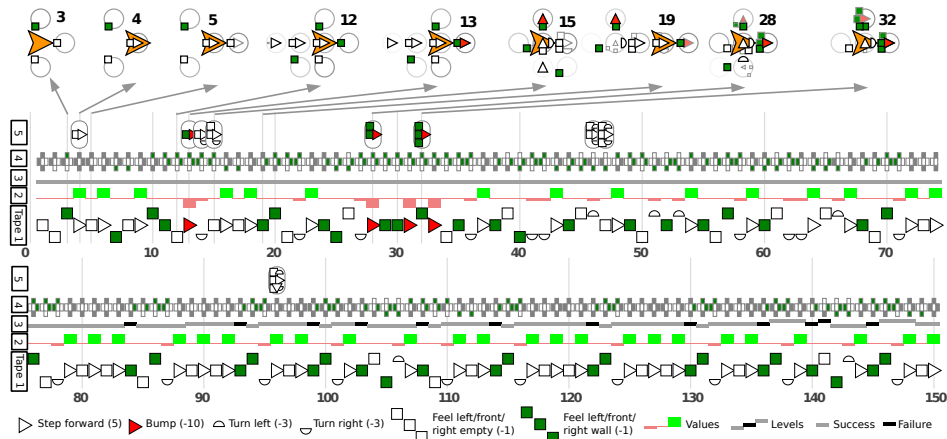 3 4 5 12 13 15 19 28 32
5
4
3
2
Tape 1
0 10 20 30 40 50 60 70
5
4
3
2
Tape 1
80 90 100 110 120 130 140 150
Step forward (5) Bump (-10) Turn left (-3) Turn right (-3) Feel left/front/ right empty (-1) Feel left/front/ right wall (-1) Values Levels Success Failure